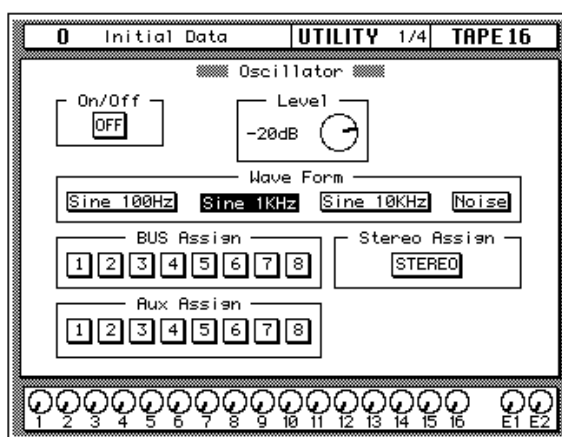 0 Initial Data UTILITY 1/4 TAPE 16
Oscillator
On/Off Level
OFF -20dB
Wave Form
Sine 100Hz Sine 1KHz Sine 10KHz Noise
BUS Assign Stereo Assign
1 2 3 4 5 6 7 8 STEREO
Aux Assign
1 2 3 4 5 6 7 8
1 2 3 4 5 6 7 8 9 10 11 12 13 14 15 16 E1 E2